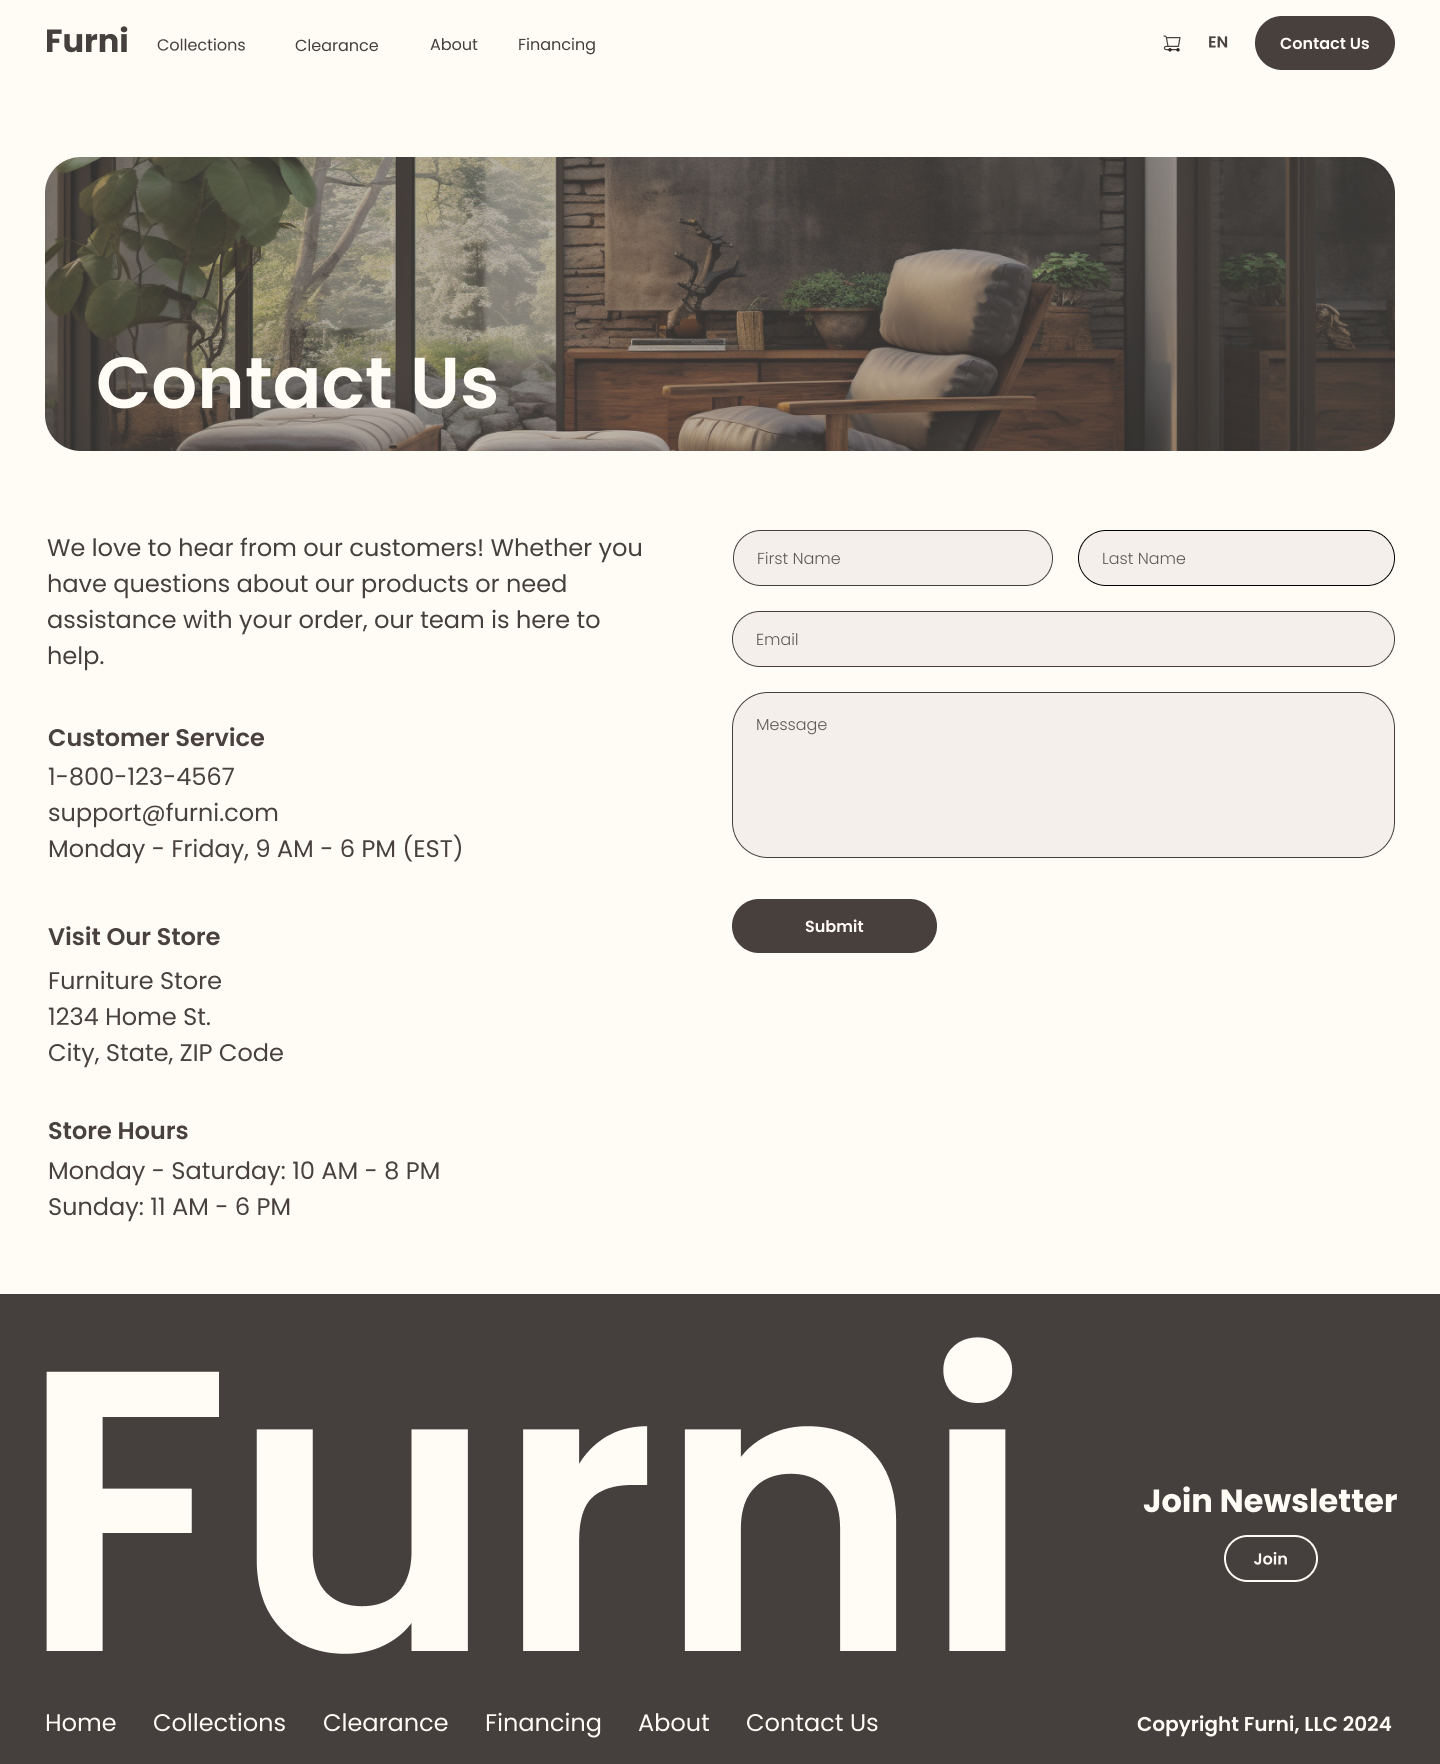 Furni
Collections
Clearance
About
Financing
EN
Contact Us
Contact Us
We love to hear from our customers! Whether you
have questions about our products or need
assistance with your order, our team is here to
help.
Customer Service
1-800-123-4567
support@furni.com
Monday - Friday, 9 AM - 6 PM (EST)
Visit Our Store
Furniture Store
1234 Home St.
City, State, ZIP Code
Store Hours
Monday - Saturday: 10 AM - 8 PM
Sunday: 11 AM - 6 PM
First Name
Last Name
Email
Message
Submit
Furni
Join Newsletter
Join
Home
Collections
Clearance
Financing
About
Contact Us
Copyright Furni, LLC 2024